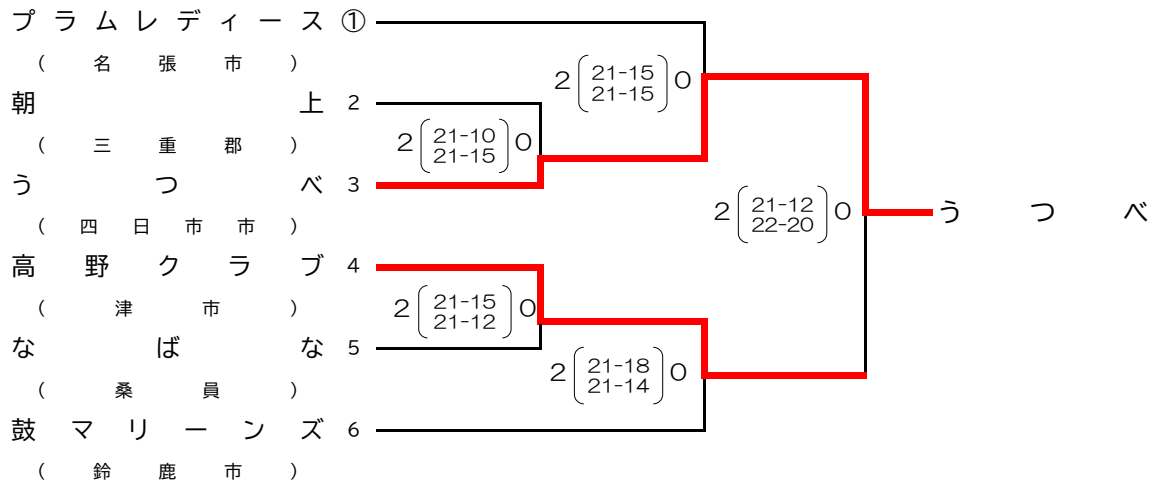 プラムレディース ①
(名張市)
2 ( 21-15 21-15 ) 0
朝上 2
2 ( 21-10 21-15 ) 0
(三重郡)
うつべ 3
2 ( 21-12 22-20 ) 0
うつべ
(四日市市)
高野クラブ 4
2 ( 21-15 21-12 ) 0
(津市)
なばな 5
2 ( 21-18 21-14 ) 0
(桑員)
鼓マリーンズ 6
(鈴鹿市)